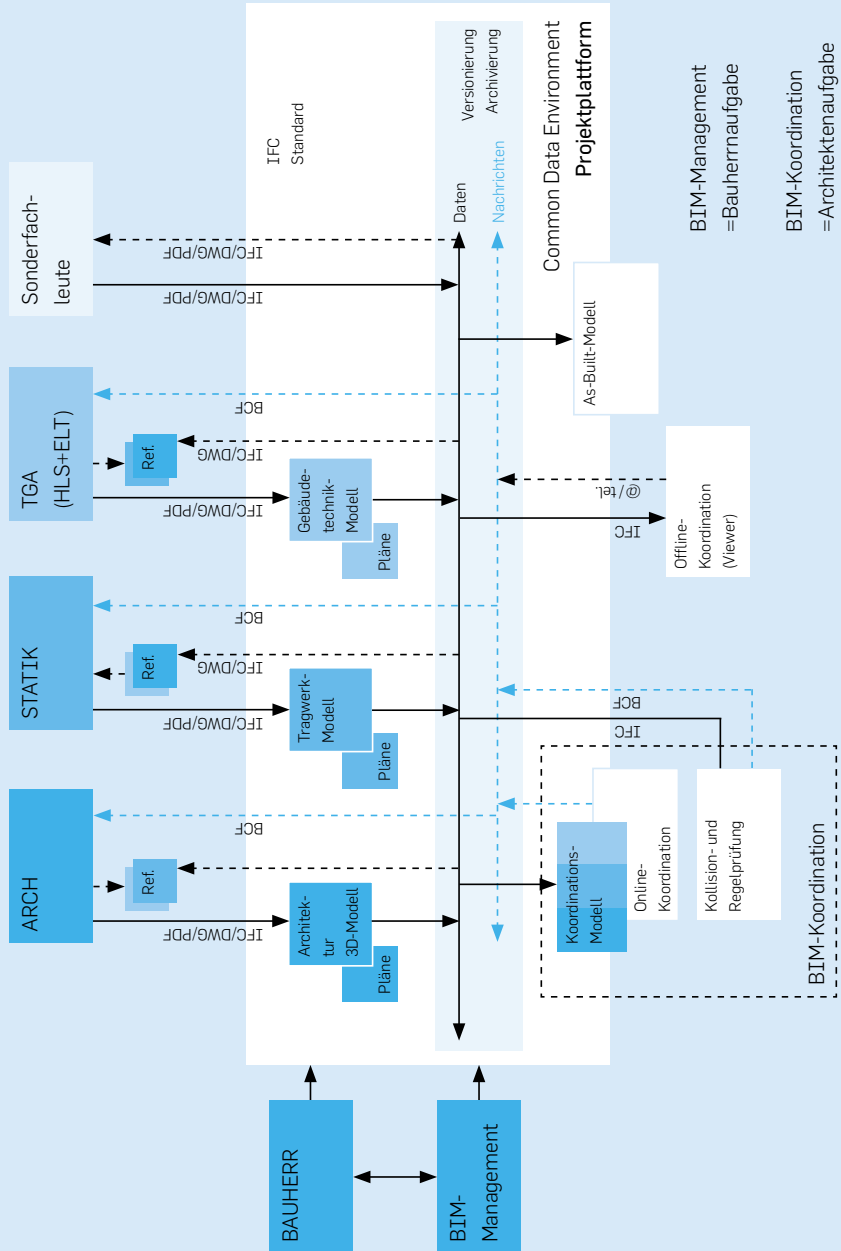 ARCH
STATIK
TGA
(HLS+ELT)
Sonderfach-
leute
Ref.
Ref.
Ref.
IFC/DWG/PDF
BCF
IFC/DWG/PDF
IFC/DWG
BCF
IFC/DWG/PDF
IFC/DWG
BCF
IFC/DWG/PDF
IFC/DWG/PDF
IFC
Standard
BAUHERR
BIM-
Management
Architek-
tur
3D-Modell
Pläne
Tragwerk-
Modell
Pläne
Gebäude-
technik-
Modell
Pläne
Daten
Nachrichten
Versionierung
Archivierung
Common Data Environment
Projektplattform
Koordinations-
Modell
Online-
Koordination
Kollision- und
Regelprüfung
BIM-Koordination
IFC
BCF
IFC
@/tel.
Offline-
Koordination
(Viewer)
As-Built-Modell
BIM-Management
=Bauherrnaufgabe
BIM-Koordination
=Architektenaufgabe